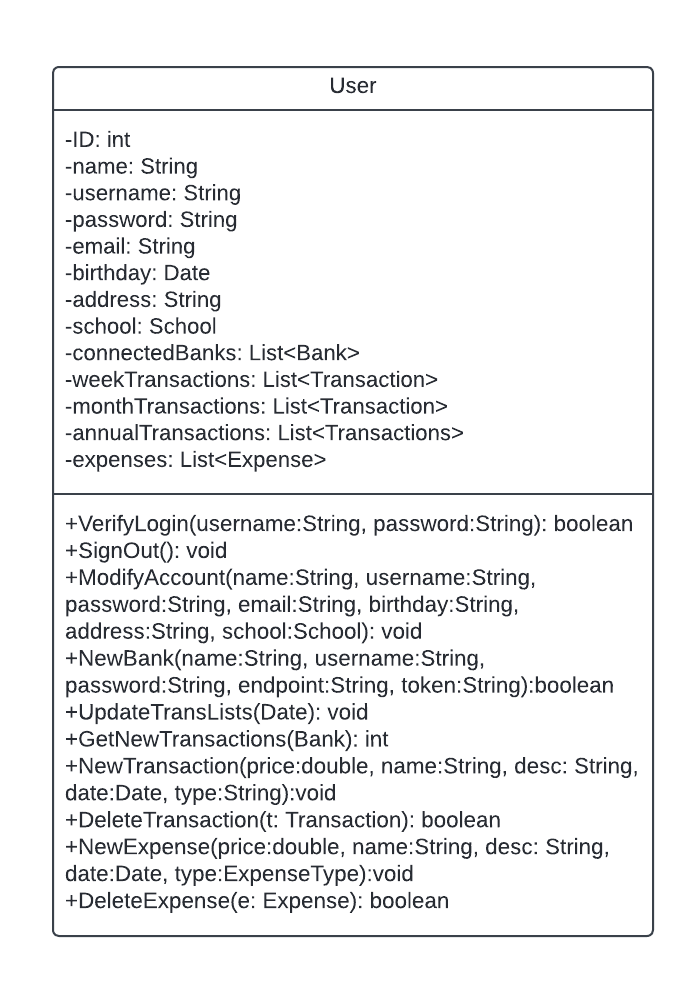 User
-ID: int
-name: String
-username: String
-password: String
-email: String
-birthday: Date
-address: String
-school: School
-connectedBanks: List<Bank>
-weekTransactions: List<Transaction>
-monthTransactions: List<Transaction>
-annualTransactions: List<Transactions>
-expenses: List<Expense>
+VerifyLogin(username:String, password:String): boolean
+SignOut(): void
+ModifyAccount(name:String, username:String,
password:String, email:String, birthday:String,
address:String, school:School): void
+NewBank(name:String, username:String,
password:String, endpoint:String, token:String):boolean
+UpdateTransLists(Date): void
+GetNewTransactions(Bank): int
+NewTransaction(price:double, name:String, desc: String,
date:Date, type:String):void
+DeleteTransaction(t: Transaction): boolean
+NewExpense(price:double, name:String, desc: String,
date:Date, type:ExpenseType):void
+DeleteExpense(e: Expense): boolean